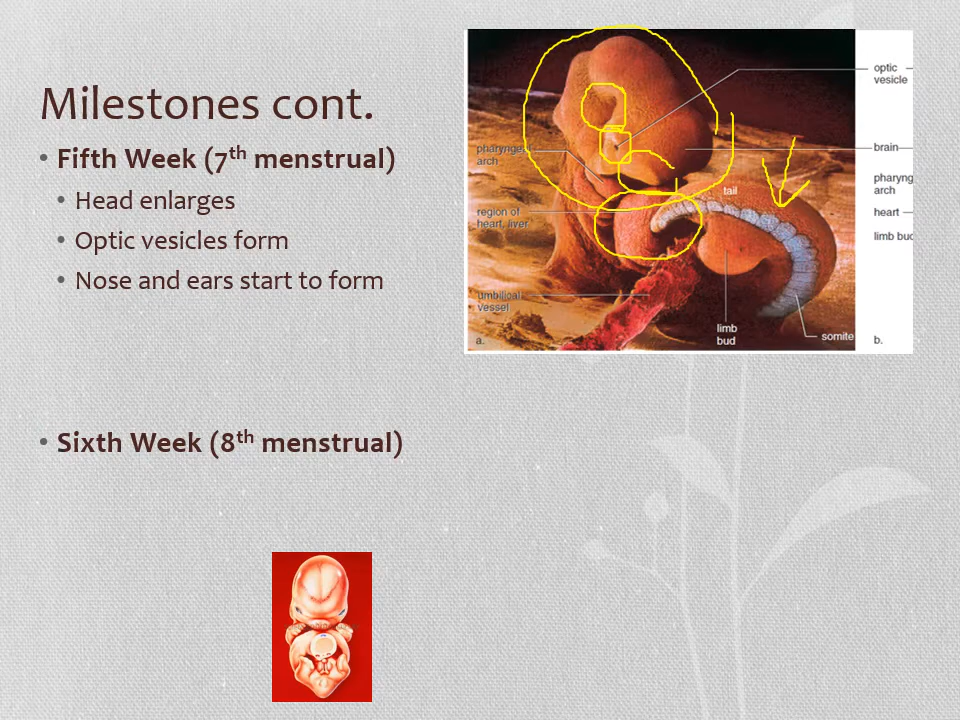 Milestones cont.
• Fifth Week (7th menstrual)
• Head enlarges
• Optic vesicles form
• Nose and ears start to form
• Sixth Week (8th menstrual)
optic
vesicle
pharyngeal
arch
brain
tail
pharyng
arch
region of
heart, liver
heart
limb bud
umbilical
vessel
limb
bud
somite
a.
b.